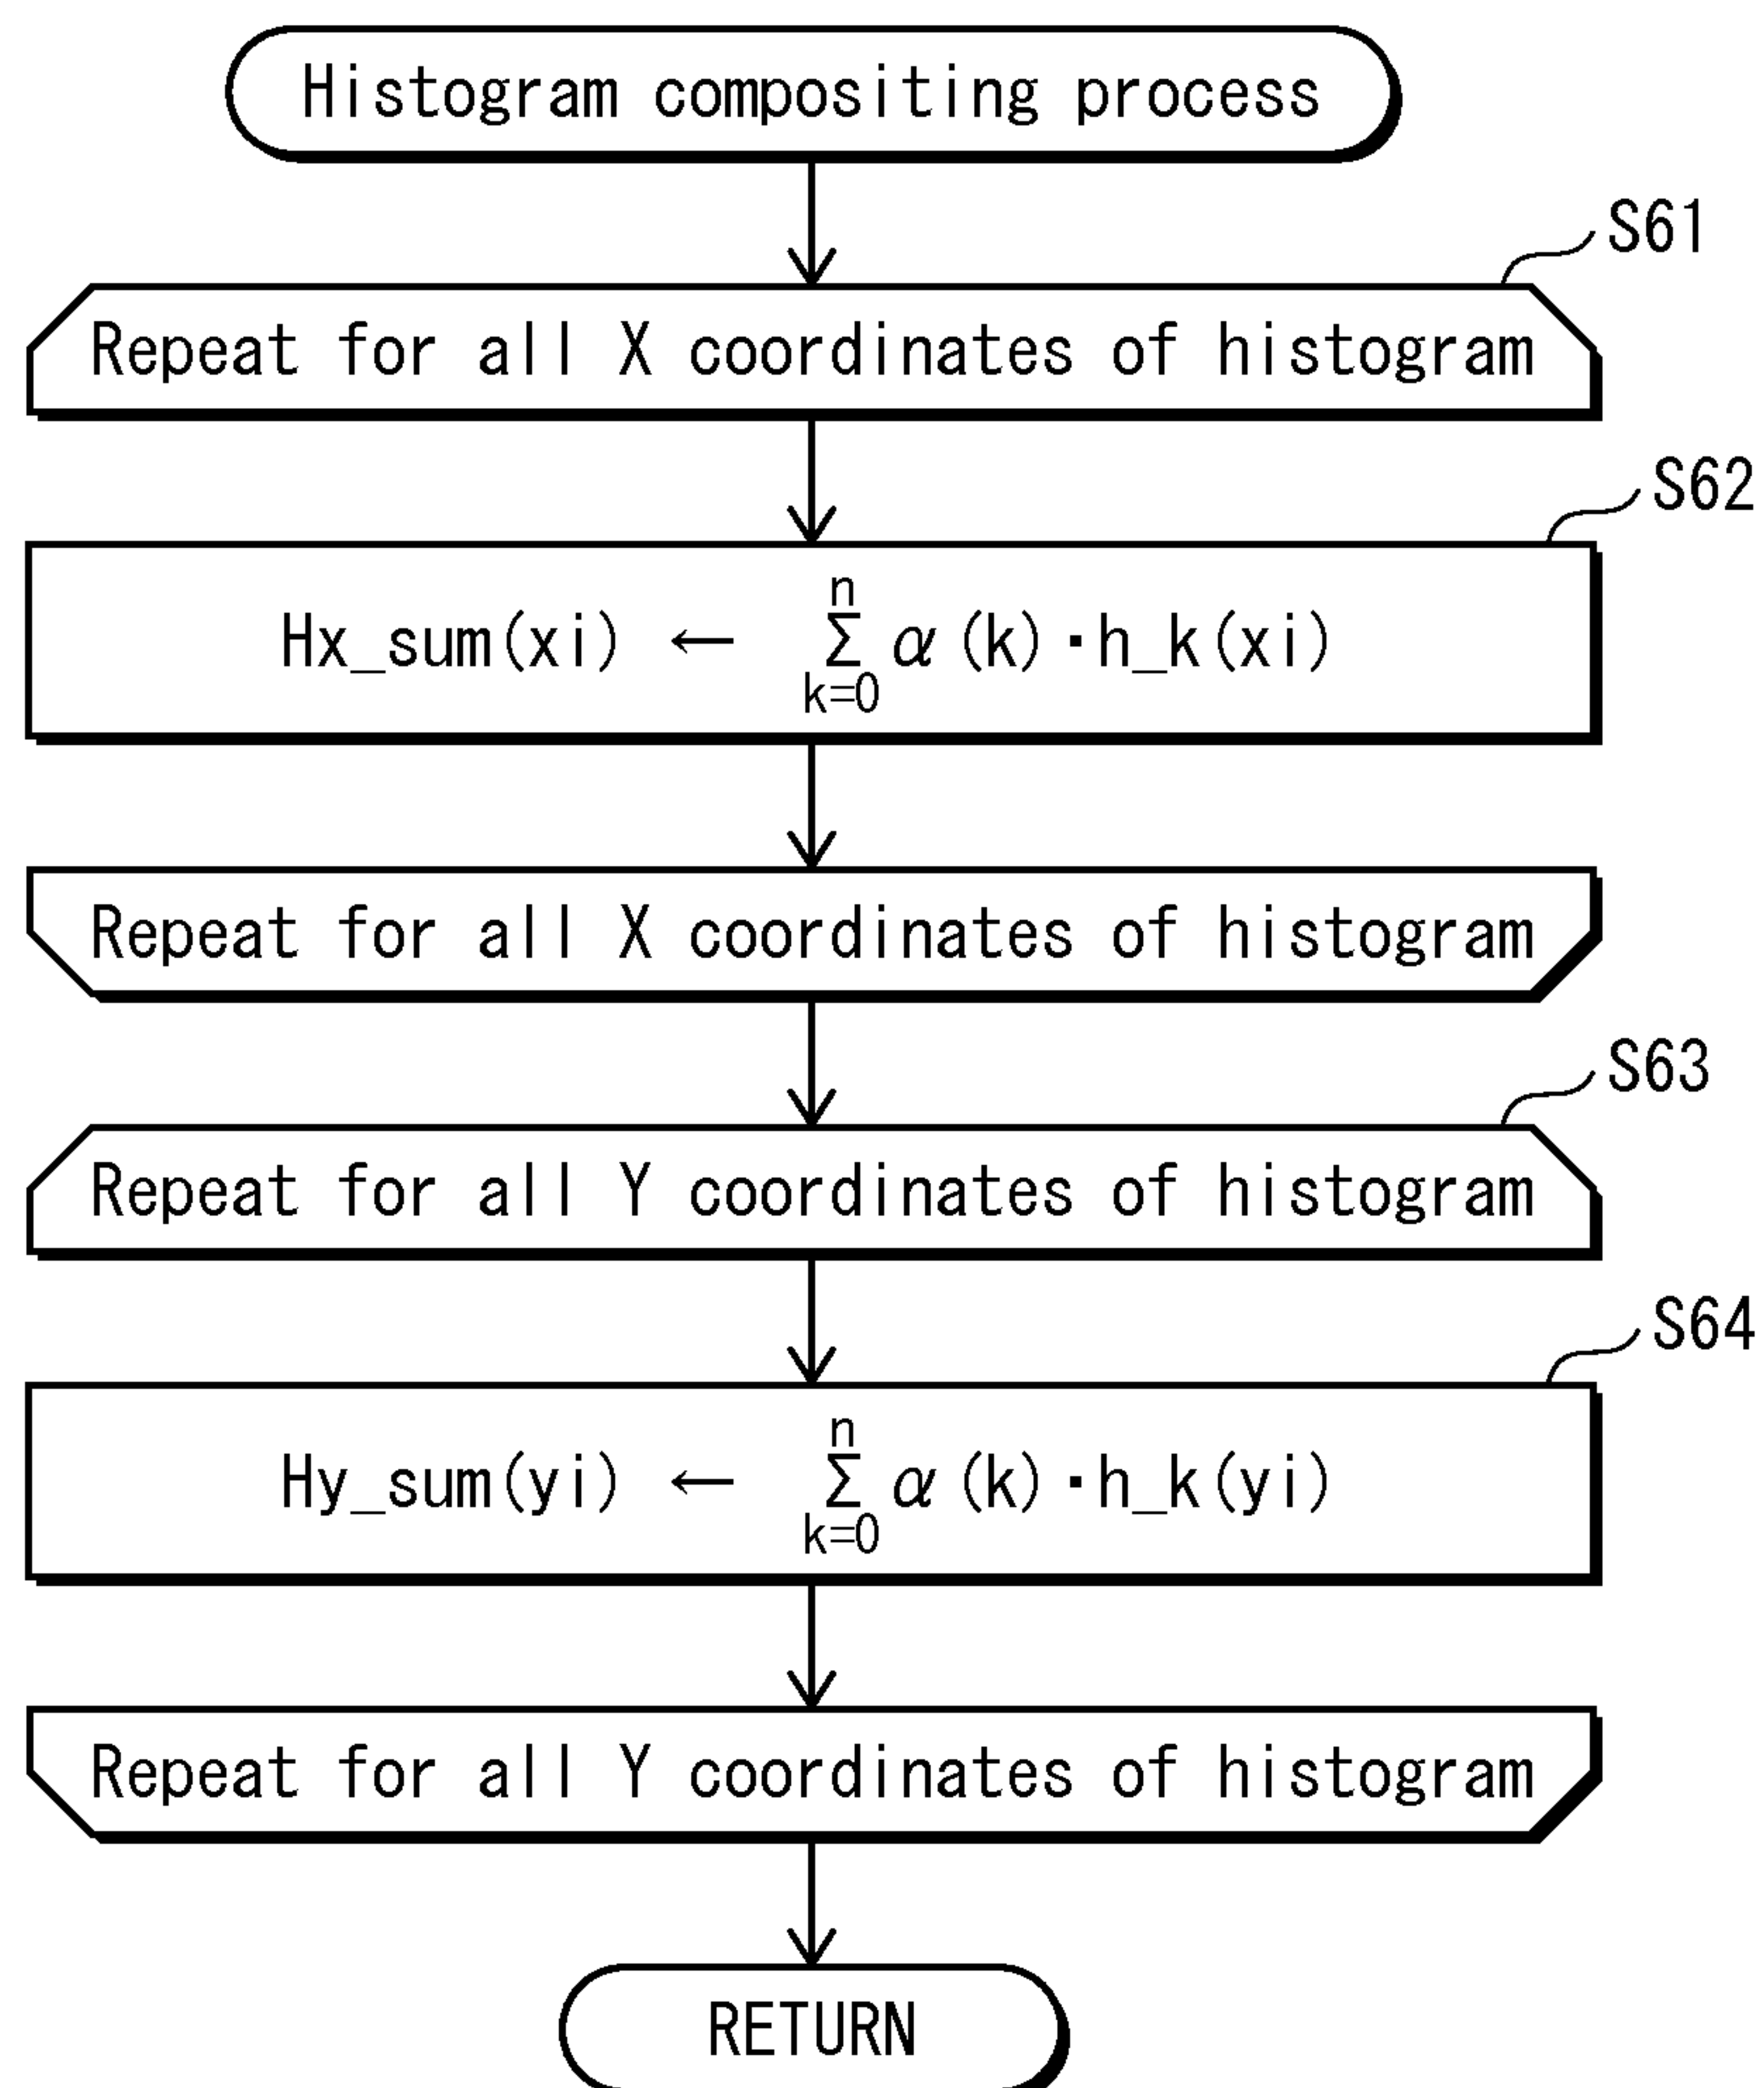 Histogram compositing process
S61
Repeat for all X coordinates of histogram
S62
Hx_sum(xi) ← n Σ k=0 α(k)·h_k(xi)
Repeat for all X coordinates of histogram
S63
Repeat for all Y coordinates of histogram
S64
Hy_sum(yi) ← n Σ k=0 α(k)·h_k(yi)
Repeat for all Y coordinates of histogram
RETURN